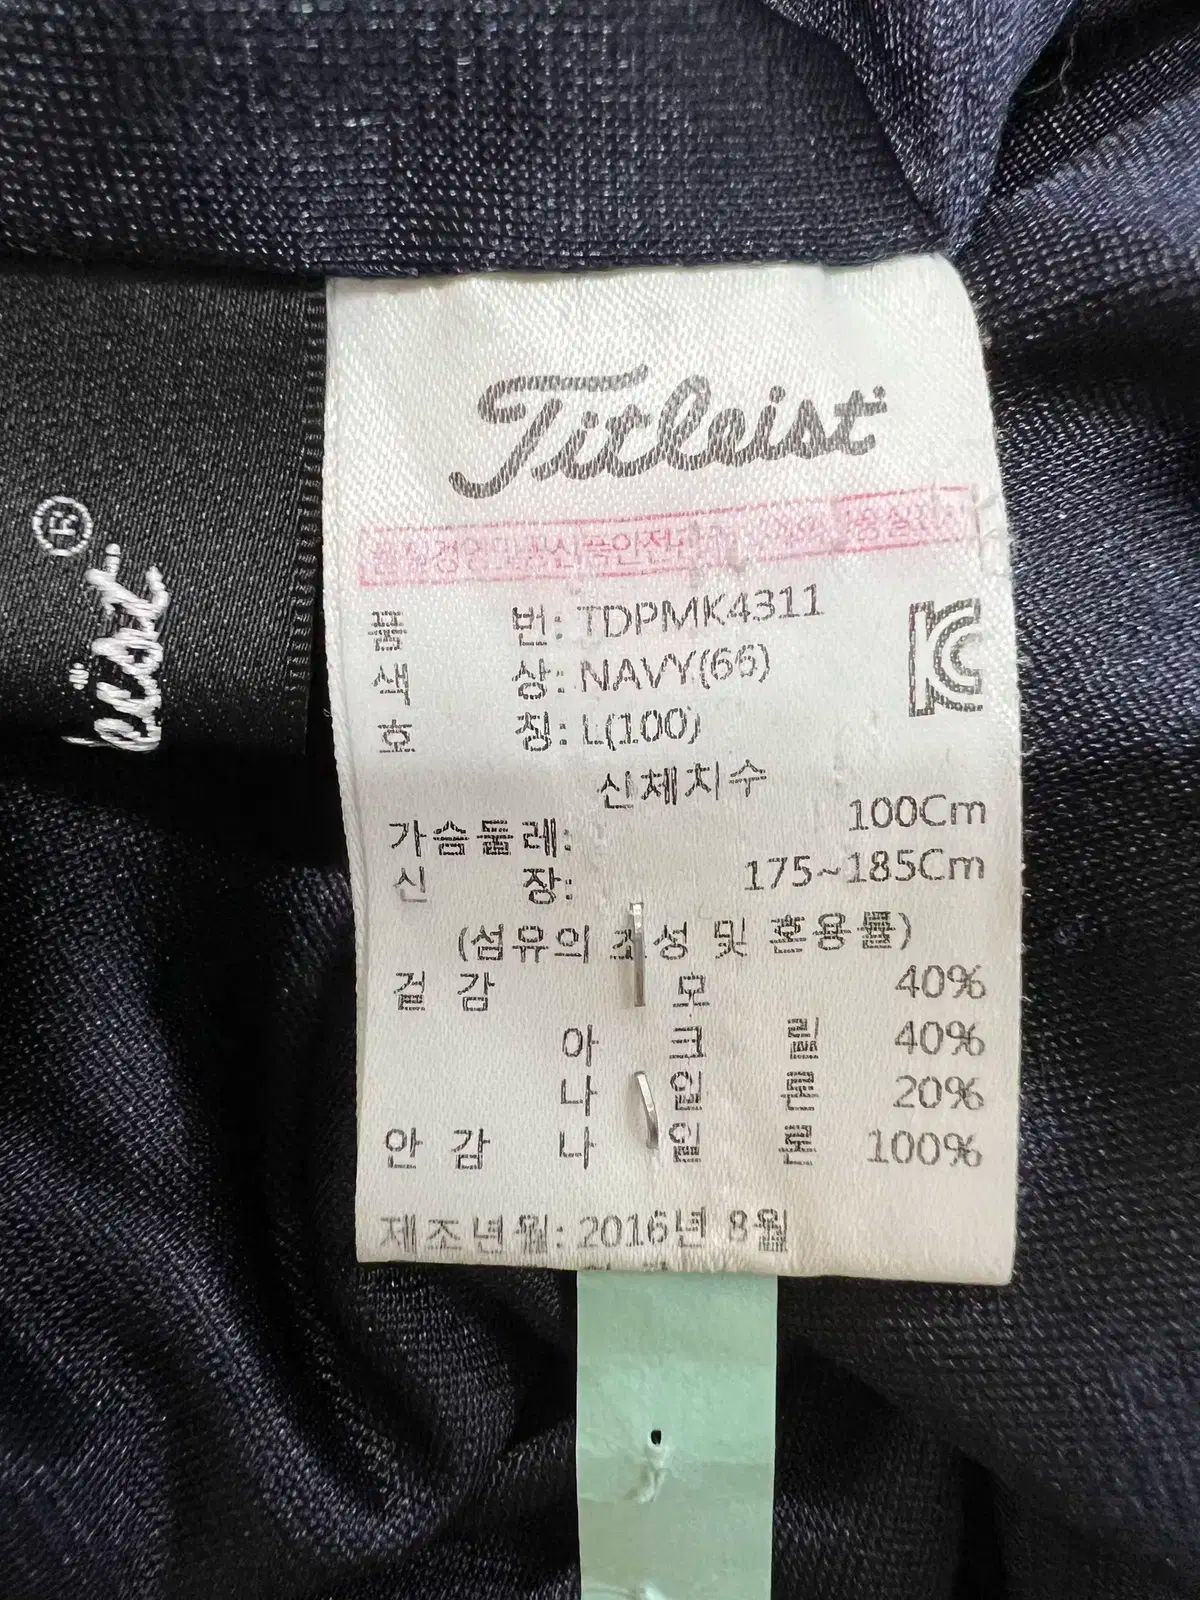 Titleist
품 번: TDPMK4311
색 상: NAVY(66)
호 칭: L(100)
신체치수
가슴둘레: 100Cm
신 장: 175~185Cm
(섬유의 조성 및 혼용률)
겉감 모 40%
아 크 릴 40%
나 일 론 20%
안감 나 일 론 100%
제조년월: 2016년 8월
®
eist